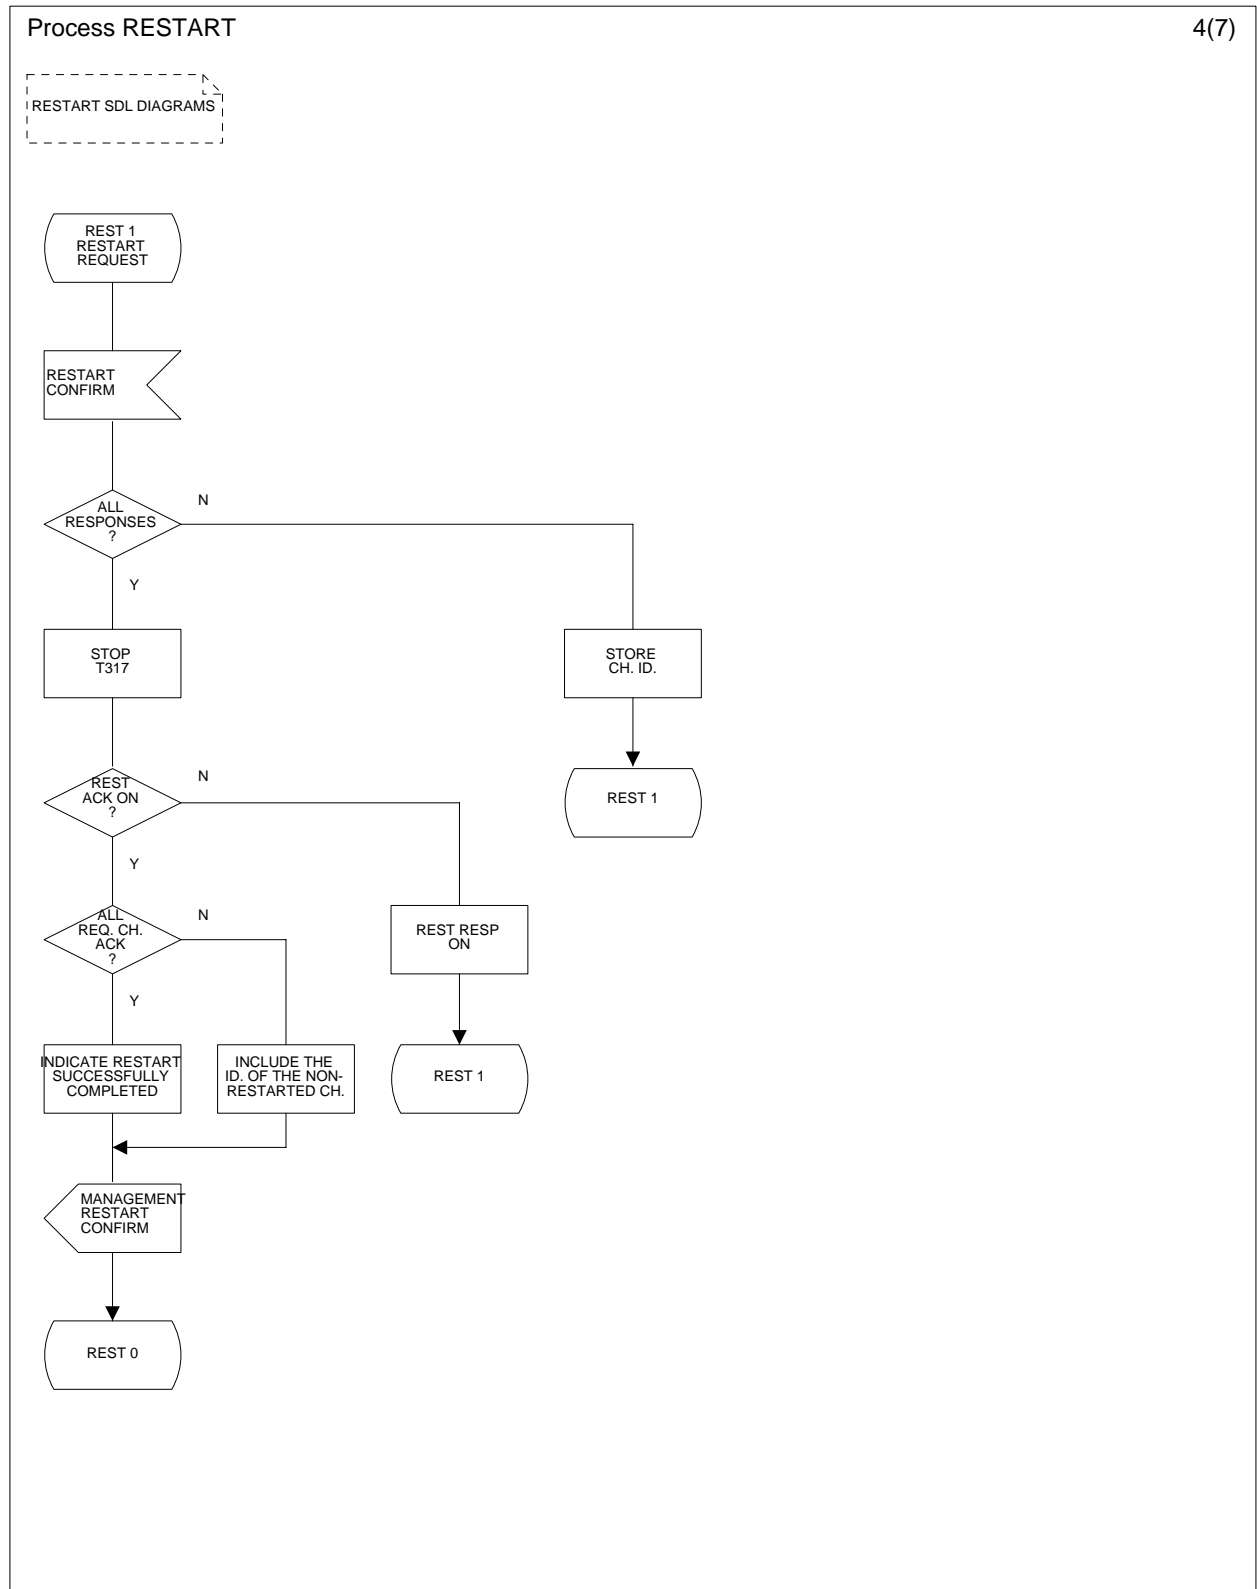 Process RESTART
4(7)
RESTART SDL DIAGRAMS
REST 1
RESTART
REQUEST
RESTART
CONFIRM
ALL
RESPONSES
?
N
Y
STOP
T317
STORE
CH. ID.
REST
ACK ON
?
N
REST 1
Y
ALL
REQ. CH.
ACK
?
N
REST RESP
ON
Y
INDICATE RESTART
SUCCESSFULLY
COMPLETED
INCLUDE THE
ID. OF THE NON-
RESTARTED CH.
REST 1
MANAGEMENT
RESTART
CONFIRM
REST 0